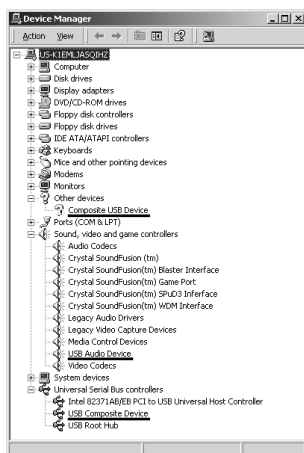 Device Manager
Action View
US-K1EMLJASQIHZ
Computer
Disk drives
Display adapters
DVD/CD-ROM drives
Floppy disk controllers
Floppy disk drives
IDE ATA/ATAPI controllers
Keyboards
Mice and other pointing devices
Modems
Monitors
Other devices
Composite USB Device
Ports (COM & LPT)
Sound, video and game controllers
Audio Codecs
Crystal SoundFusion (tm)
Crystal SoundFusion(tm) Blaster Interface
Crystal SoundFusion(tm) Game Port
Crystal SoundFusion(tm) SPuD3 Inferface
Crystal SoundFusion(tm) WDM Interface
Legacy Audio Drivers
Legacy Video Capture Devices
Media Control Devices
USB Audio Device
Video Codecs
System devices
Universal Serial Bus controllers
Intel 82371AB/EB PCI to USB Universal Host Controller
USB Composite Device
USB Root Hub